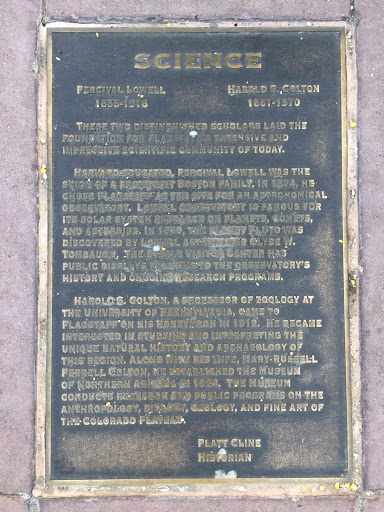 SCIENCE
PERCIVAL LOWELL HAROLD S. COLTON
1855-1916 1881-1970
THESE TWO DISTINGUISHED SCHOLARS LAID THE
FOUNDATION FOR FLAGSTAFF'S EXTENSIVE AND
IMPRESSIVE SCIENTIFIC COMMUNITY OF TODAY.
HARVARD-EDUCATED, PERCIVAL LOWELL WAS THE
SCION OF A PROMINENT BOSTON FAMILY. IN 1894, HE
CHOSE FLAGSTAFF AS THE SITE FOR AN ASTRONOMICAL
OBSERVATORY. LOWELL OBSERVATORY IS FAMOUS FOR
ITS SOLAR SYSTEM RESEARCH ON PLANETS, COMETS,
AND ASTEROIDS. IN 1930, THE PLANET PLUTO WAS
DISCOVERED BY LOWELL ASTRONOMER CLYDE W.
TOMBAUGH. THE VISITOR CENTER HAS
PUBLIC DISPLAYS RELATING TO THE OBSERVATORY'S
HISTORY AND ONGOING RESEARCH PROGRAMS.
HAROLD S. COLTON, A PROFESSOR OF ZOOLOGY AT
THE UNIVERSITY OF PENNSYLVANIA, CAME TO
FLAGSTAFF ON HIS HONEYMOON IN 1912. HE BECAME
INTERESTED IN STUDYING AND INTERPRETING THE
UNIQUE NATURAL HISTORY AND ARCHAEOLOGY OF
THIS REGION. ALONG WITH HIS WIFE, MARY-RUSSELL
FERRELL COLTON, HE ESTABLISHED THE MUSEUM
OF NORTHERN ARIZONA IN 1928. THE MUSEUM
CONDUCTS RESEARCH AND PUBLIC PROGRAMS ON THE
ANTHROPOLOGY, BIOLOGY, GEOLOGY, AND FINE ART OF
THE COLORADO PLATEAU.
PLATT CLINE
HISTORIAN